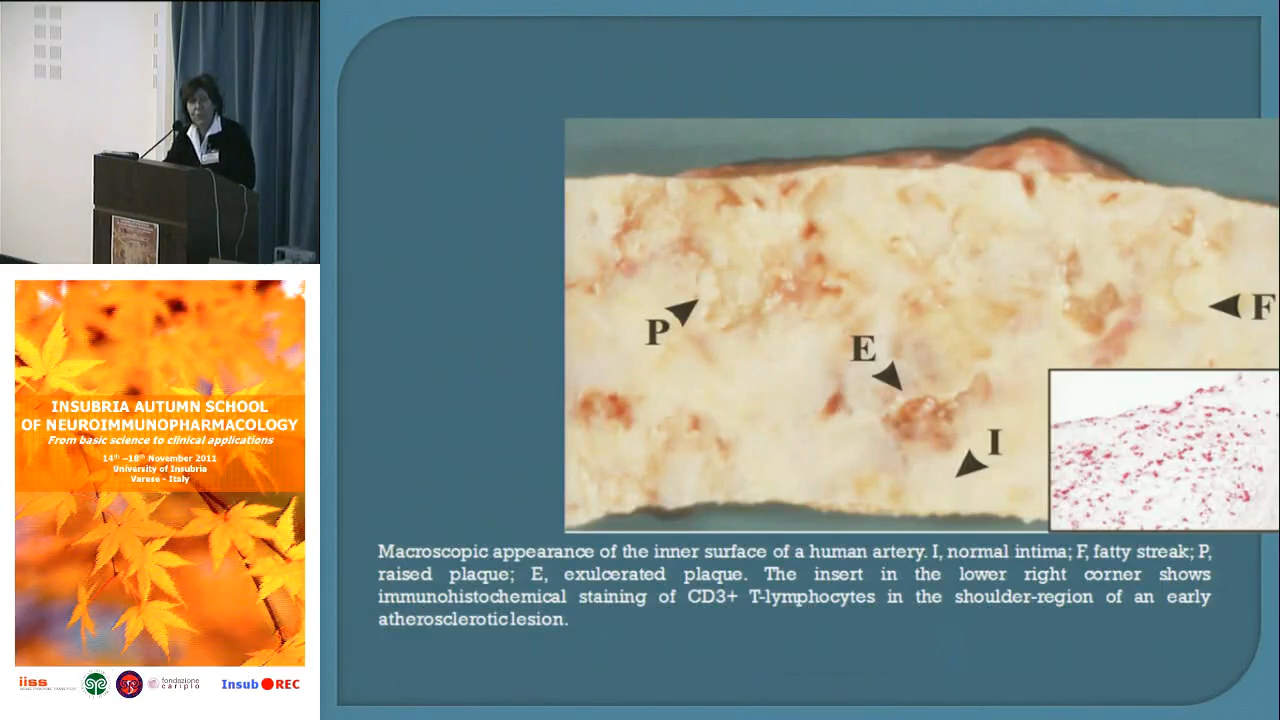 P
E
I
F
Macroscopic appearance of the inner surface of a human artery. I, normal intima; F, fatty streak; P,
raised plaque; E, exulcerated plaque. The insert in the lower right corner shows
immunohistochemical staining of CD3+ T-lymphocytes in the shoulder-region of an early
atherosclerotic lesion.
INSUBRIA AUTUMN SCHOOL
OF NEUROIMMUNOPHARMACOLOGY
From basic science to clinical applications
14th –18th November 2011
University of Insubria
Varese - Italy
iiss
fondazione
cariplo
Insub REC